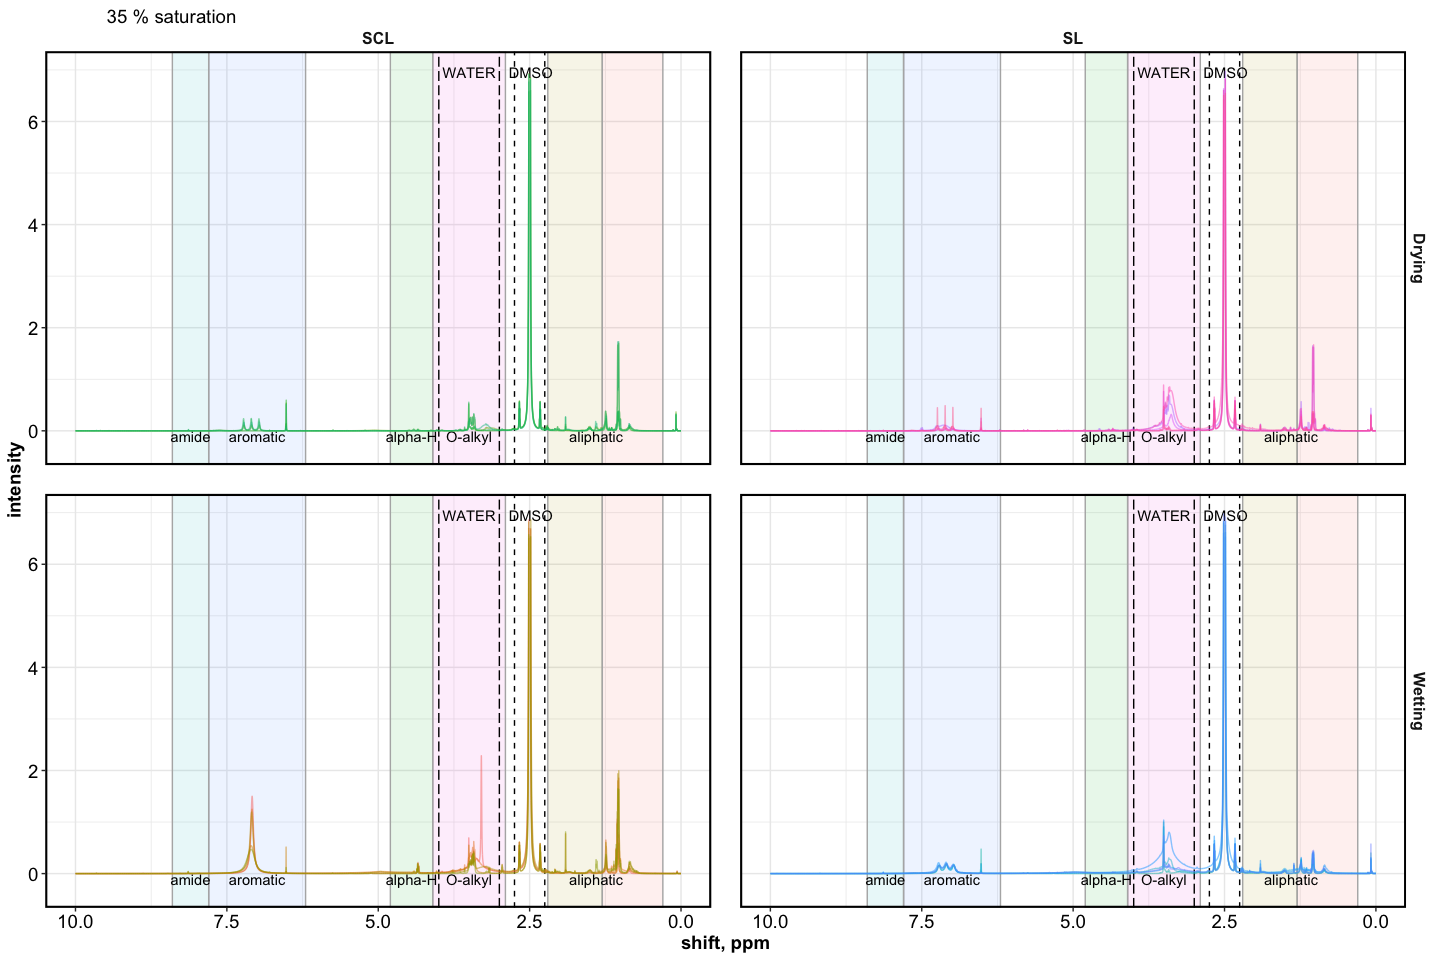 35 % saturation
SCL
SL
WATER DMSO
WATER DMSO
6
4
2
0
amide aromatic alpha-H O-alkyl aliphatic
amide aromatic alpha-H O-alkyl aliphatic
Drying
intensity
WATER DMSO
WATER DMSO
6
4
2
0
amide aromatic alpha-H O-alkyl aliphatic
amide aromatic alpha-H O-alkyl aliphatic
Wetting
10.0 7.5 5.0 2.5 0.0
10.0 7.5 5.0 2.5 0.0
shift, ppm